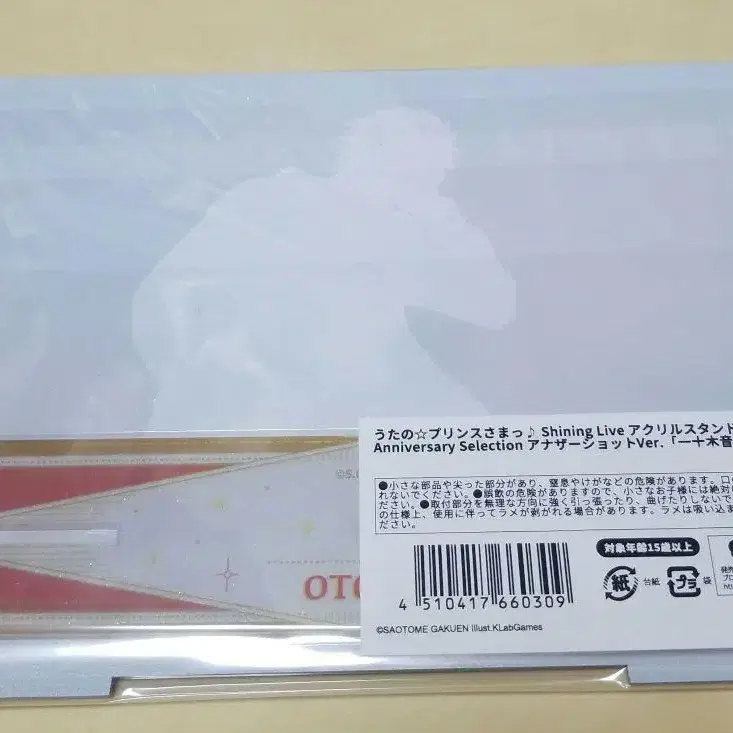 うたの☆プリンスさまっ♪ Shining Live アクリルスタンド
Anniversary Selection アナザーショットVer.「一十木音
●小さな部品や尖った部分があり、窒息やけがなどの危険があります。口
れないでください。●誤飲の危険がありますので、小さなお子様には絶対
ださい。●取付部分を無理な方向に強く引っ張ったり、曲げたりしないで
の仕様上、使用に伴ってラメが剥がれる場合があります。ラメは吸い込ま
ださい。
©S.
対象年齢15歳以上
OTO
紙 台紙 プラ 袋
発売
プロ
htt
4 510417 660309
©SAOTOME GAKUEN Illust.KLabGames